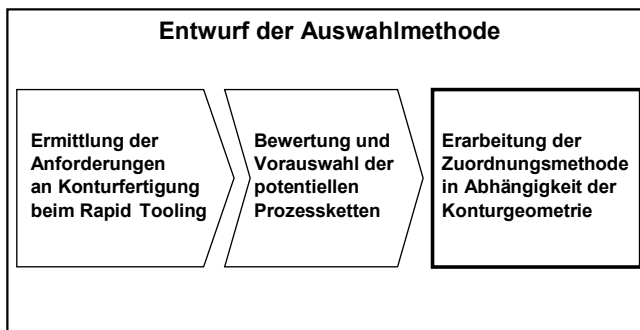 Entwurf der Auswahlmethode
Ermittlung der
Anforderungen
an Konturfertigung
beim Rapid Tooling
Bewertung und
Vorauswahl der
potentiellen
Prozessketten
Erarbeitung der
Zuordnungsmethode
in Abhängigkeit der
Konturgeometrie